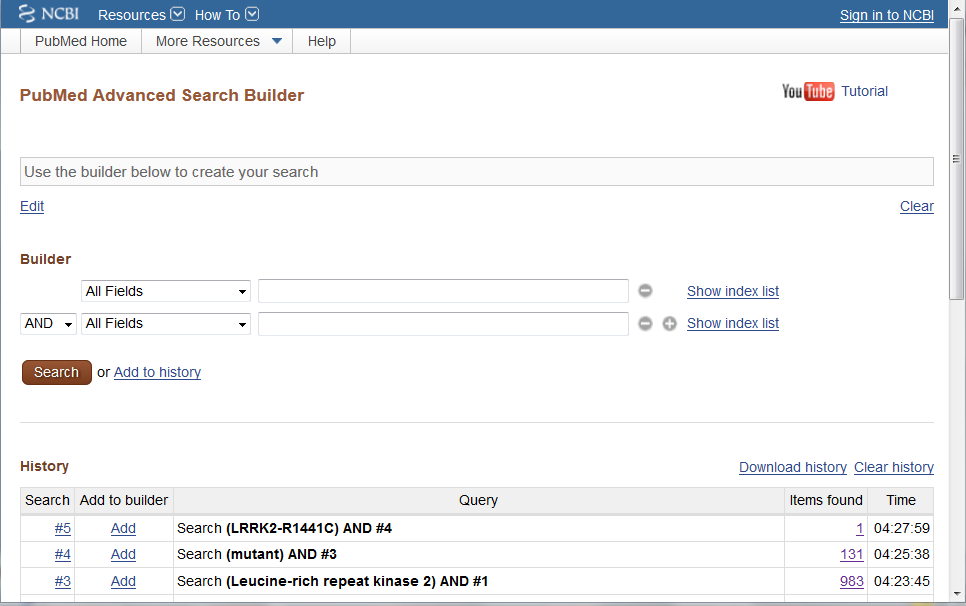 NCBI Resources How To Sign in to NCBI
PubMed Home More Resources Help
PubMed Advanced Search Builder YouTube Tutorial
Use the builder below to create your search
Edit Clear
Builder
All Fields Show index list
AND All Fields Show index list
Search or Add to history
History Download history Clear history
Search Add to builder Query Items found Time
#5 Add Search (LRRK2-R1441C) AND #4 1 04:27:59
#4 Add Search (mutant) AND #3 131 04:25:38
#3 Add Search (Leucine-rich repeat kinase 2) AND #1 983 04:23:45